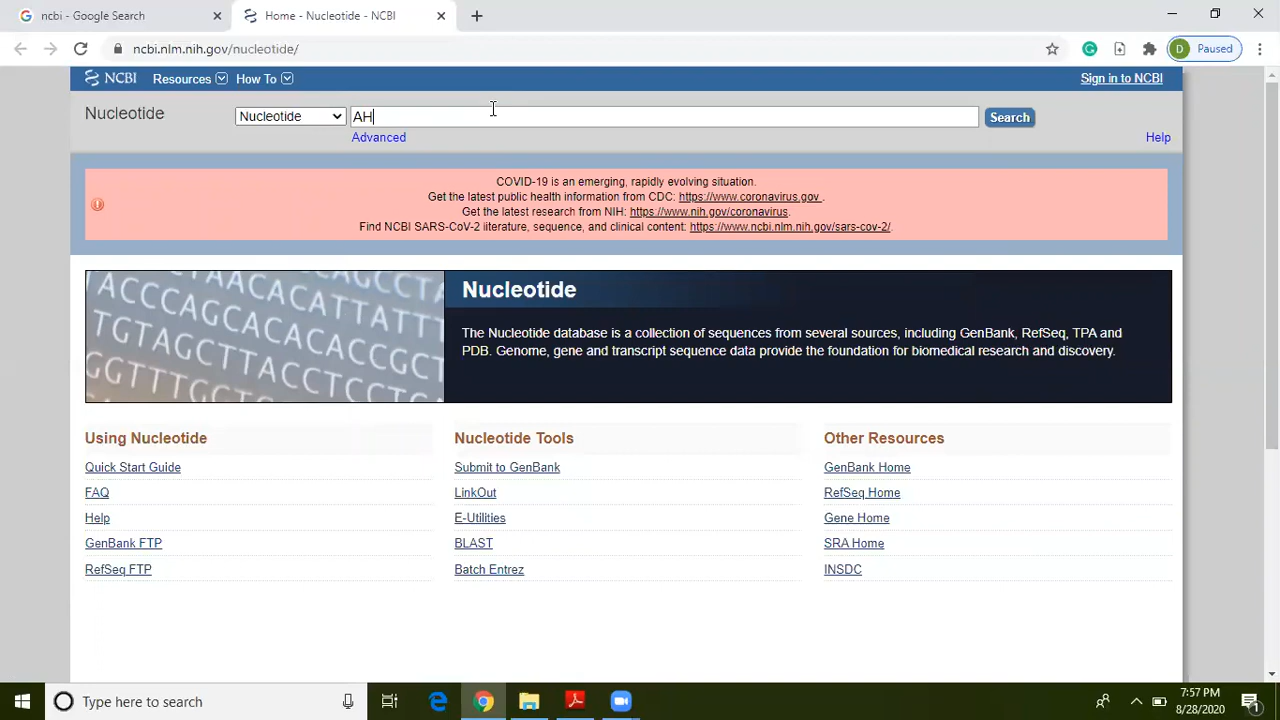 ncbi - Google Search
Home - Nucleotide - NCBI
ncbi.nlm.nih.gov/nucleotide/
D Paused
NCBI Resources How To Sign in to NCBI
Nucleotide Nucleotide AH Search
Advanced Help
COVID-19 is an emerging, rapidly evolving situation.
Get the latest public health information from CDC: https://www.coronavirus.gov .
Get the latest research from NIH: https://www.nih.gov/coronavirus.
Find NCBI SARS-CoV-2 literature, sequence, and clinical content: https://www.ncbi.nlm.nih.gov/sars-cov-2/.
Nucleotide
The Nucleotide database is a collection of sequences from several sources, including GenBank, RefSeq, TPA and
PDB. Genome, gene and transcript sequence data provide the foundation for biomedical research and discovery.
Using Nucleotide
Quick Start Guide
FAQ
Help
GenBank FTP
RefSeq FTP
Nucleotide Tools
Submit to GenBank
LinkOut
E-Utilities
BLAST
Batch Entrez
Other Resources
GenBank Home
RefSeq Home
Gene Home
SRA Home
INSDC
Type here to search
7:57 PM
8/28/2020
1